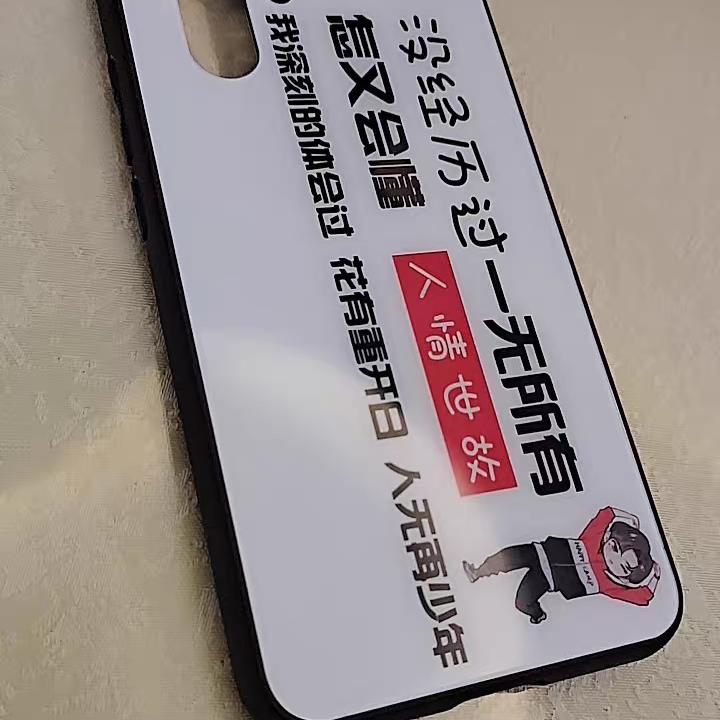 没经历过一无所有
怎又会懂 人情世故
我深刻的体会过 花有重开日 人无再少年